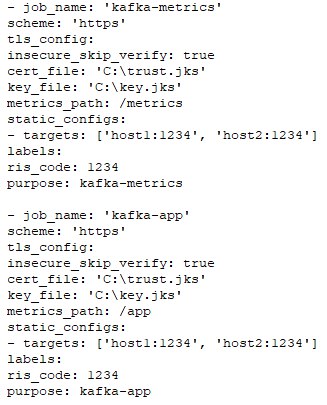 - job_name: 'kafka-metrics'
scheme: 'https'
tls_config:
insecure_skip_verify: true
cert_file: 'C:\trust.jks'
key_file: 'C:\key.jks'
metrics_path: /metrics
static_configs:
- targets: ['host1:1234', 'host2:1234']
labels:
ris_code: 1234
purpose: kafka-metrics

- job_name: 'kafka-app'
scheme: 'https'
tls_config:
insecure_skip_verify: true
cert_file: 'C:\trust.jks'
key_file: 'C:\key.jks'
metrics_path: /app
static_configs:
- targets: ['host1:1234', 'host2:1234']
labels:
ris_code: 1234
purpose: kafka-app